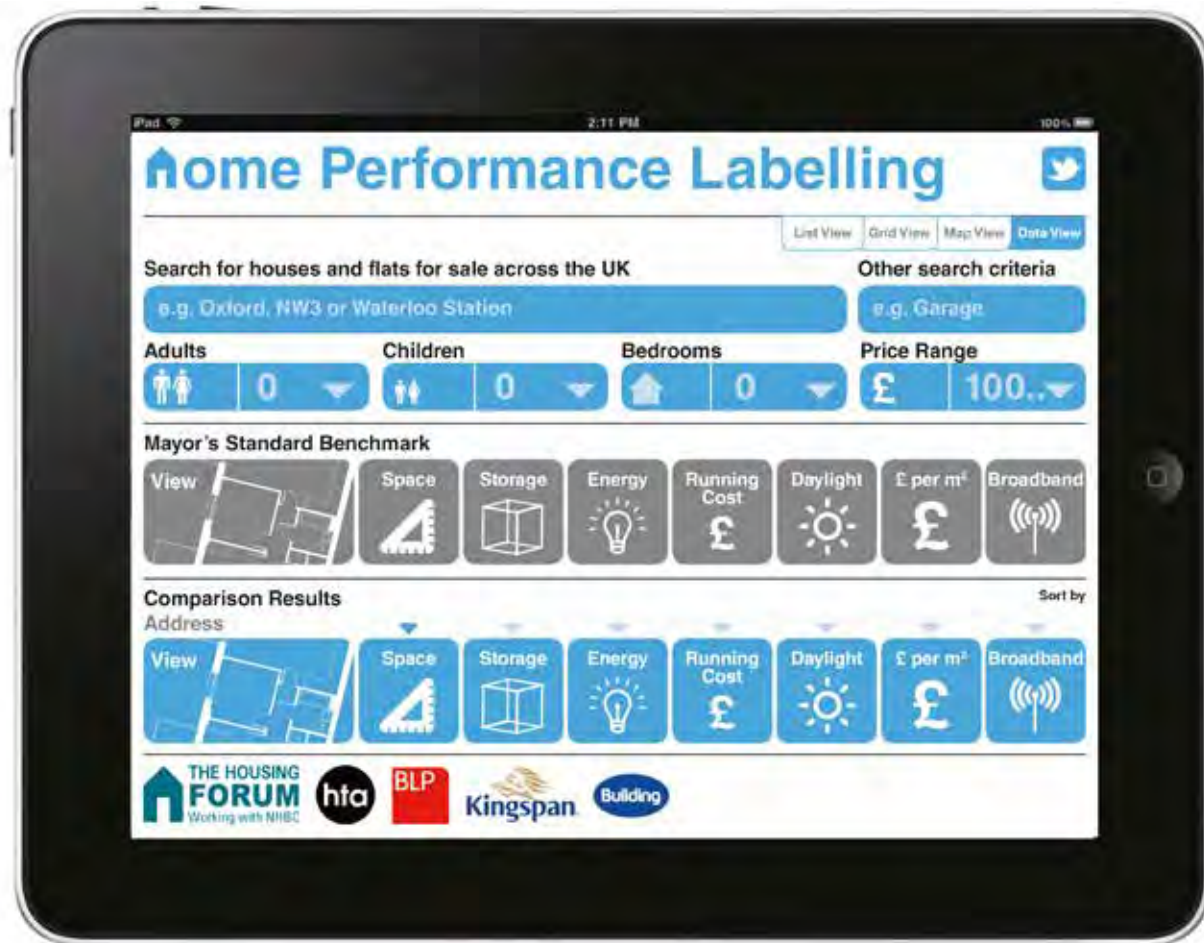 iPad 2:11 PM 100%
Home Performance Labelling
List View Grid View Map View Data View
Search for houses and flats for sale across the UK Other search criteria
e.g. Oxford, NW3 or Waterloo Station e.g. Garage
Adults Children Bedrooms Price Range
0 0 0 £ 100..
Mayor's Standard Benchmark
View Space Storage Energy Running Daylight £ per m² Broadband
Cost
£ £
Comparison Results Sort by
Address
View Space Storage Energy Running Daylight £ per m² Broadband
Cost
£ £
THE HOUSING
FORUM
Working with NHBC
hta
BLP
Kingspan
Building